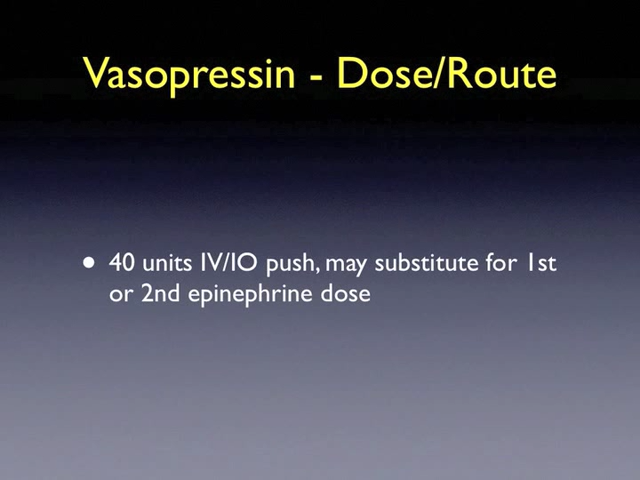 Vasopressin - Dose/Route
• 40 units IV/IO push, may substitute for 1st
or 2nd epinephrine dose